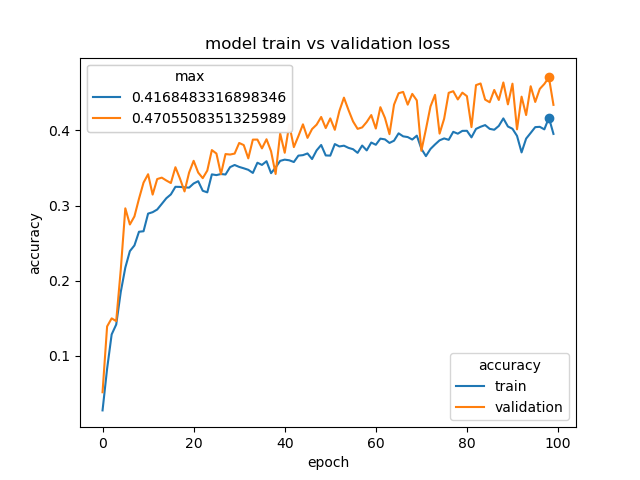 model train vs validation loss
max
0.4168483316898346
0.4705508351325989
0.4
0.3
0.2
0.1
accuracy
accuracy
train
validation
0 20 40 60 80 100
epoch